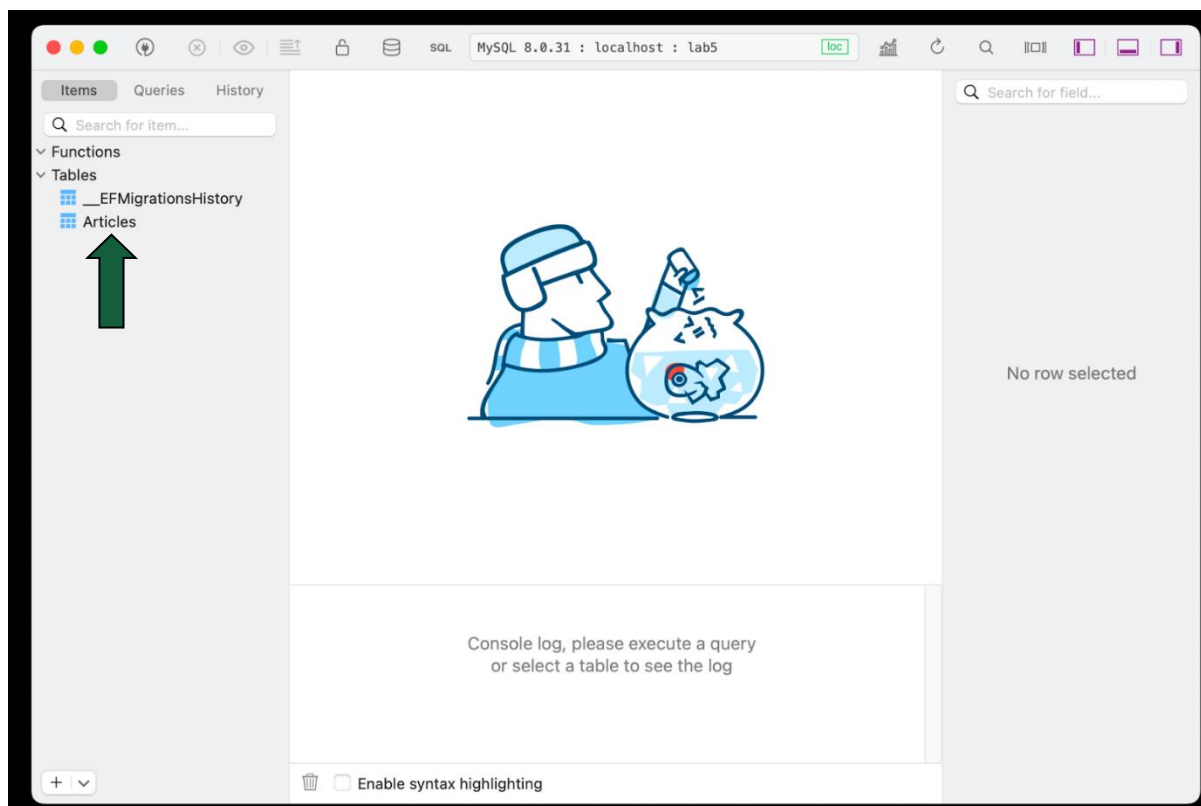 SQL
MySQL 8.0.31 : localhost : lab5
loc
Items Queries History
Search for item...
Functions
Tables
__EFMigrationsHistory
Articles
Search for field...
No row selected
Console log, please execute a query
or select a table to see the log
Enable syntax highlighting